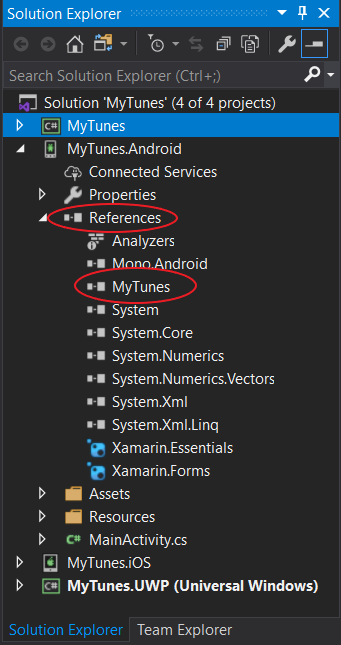 Solution Explorer
Search Solution Explorer (Ctrl+;)
Solution 'MyTunes' (4 of 4 projects)
C# MyTunes
MyTunes.Android
Connected Services
Properties
References
Analyzers
Mono.Android
MyTunes
System
System.Core
System.Numerics
System.Numerics.Vectors
System.Xml
System.Xml.Linq
Xamarin.Essentials
Xamarin.Forms
Assets
Resources
C# MainActivity.cs
MyTunes.iOS
C# MyTunes.UWP (Universal Windows)
Solution Explorer Team Explorer